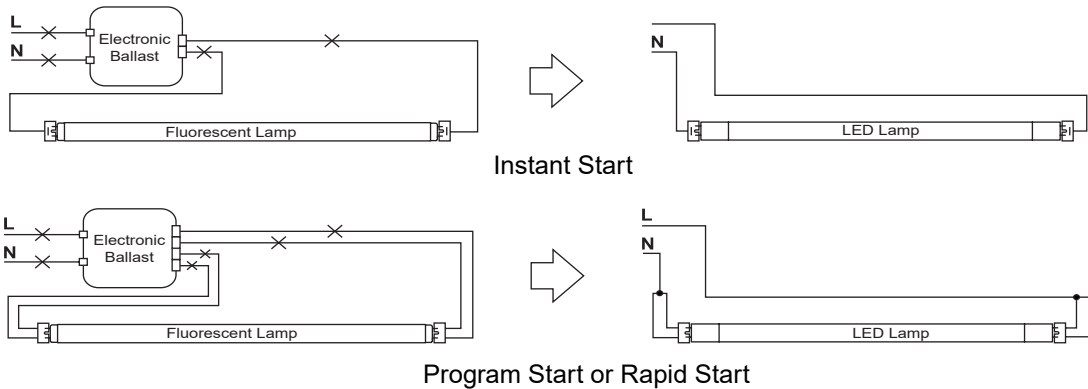 L
N
Electronic
Ballast
Fluorescent Lamp
N
LED Lamp
Instant Start
L
N
Electronic
Ballast
Fluorescent Lamp
L
N
LED Lamp
Program Start or Rapid Start